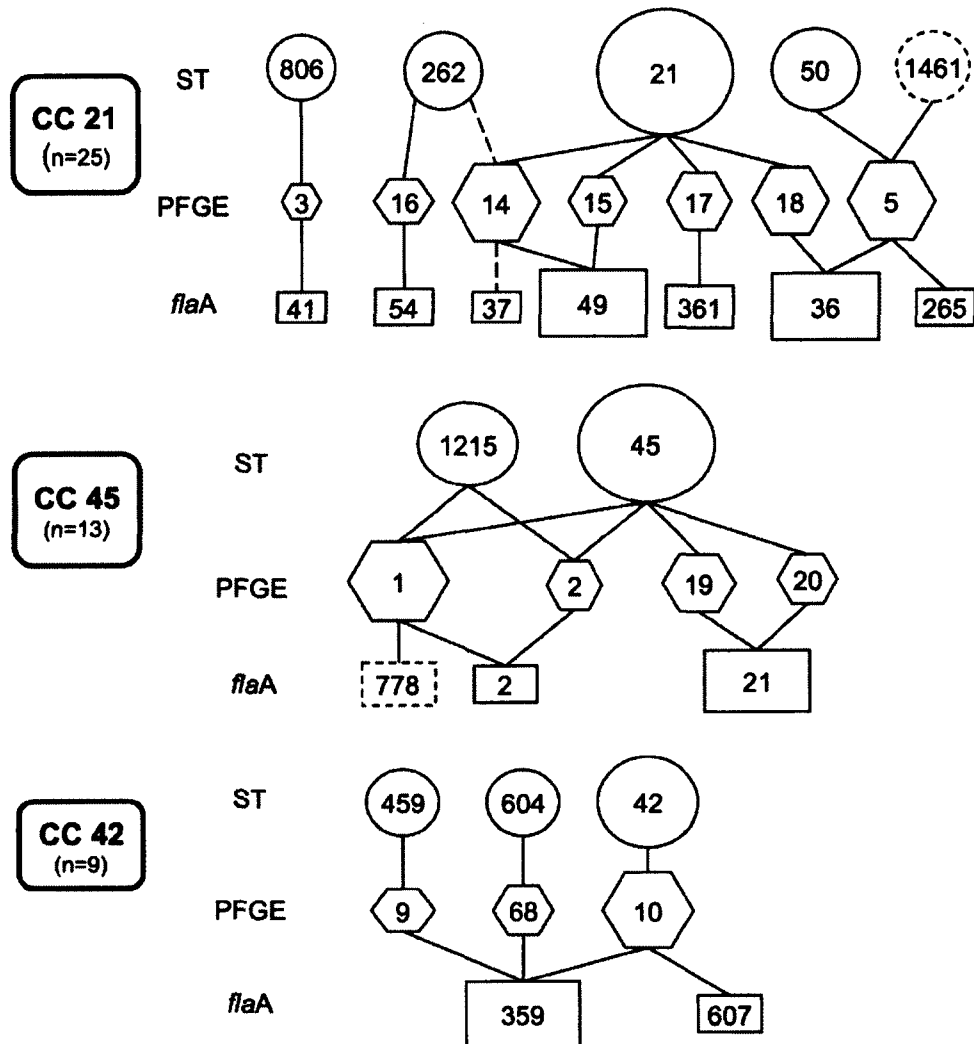 ST 806 262 21 50 1461
CC 21
(n=25)
PFGE 3 16 14 15 17 18 5
flaA 41 54 37 49 361 36 265
ST 1215 45
CC 45
(n=13)
PFGE 1 2 19 20
flaA 778 2 21
ST 459 604 42
CC 42
(n=9)
PFGE 9 68 10
flaA 359 607